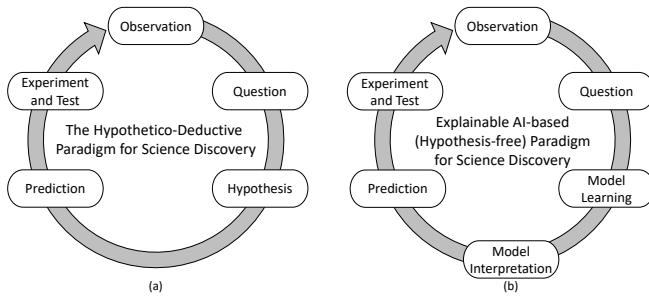 Observation
Question
Hypothesis
Prediction
Experiment
and Test
The Hypothetico-Deductive
Paradigm for Science Discovery
(a)
Observation
Question
Model
Learning
Model
Interpretation
Prediction
Experiment
and Test
Explainable AI-based
(Hypothesis-free) Paradigm
for Science Discovery
(b)